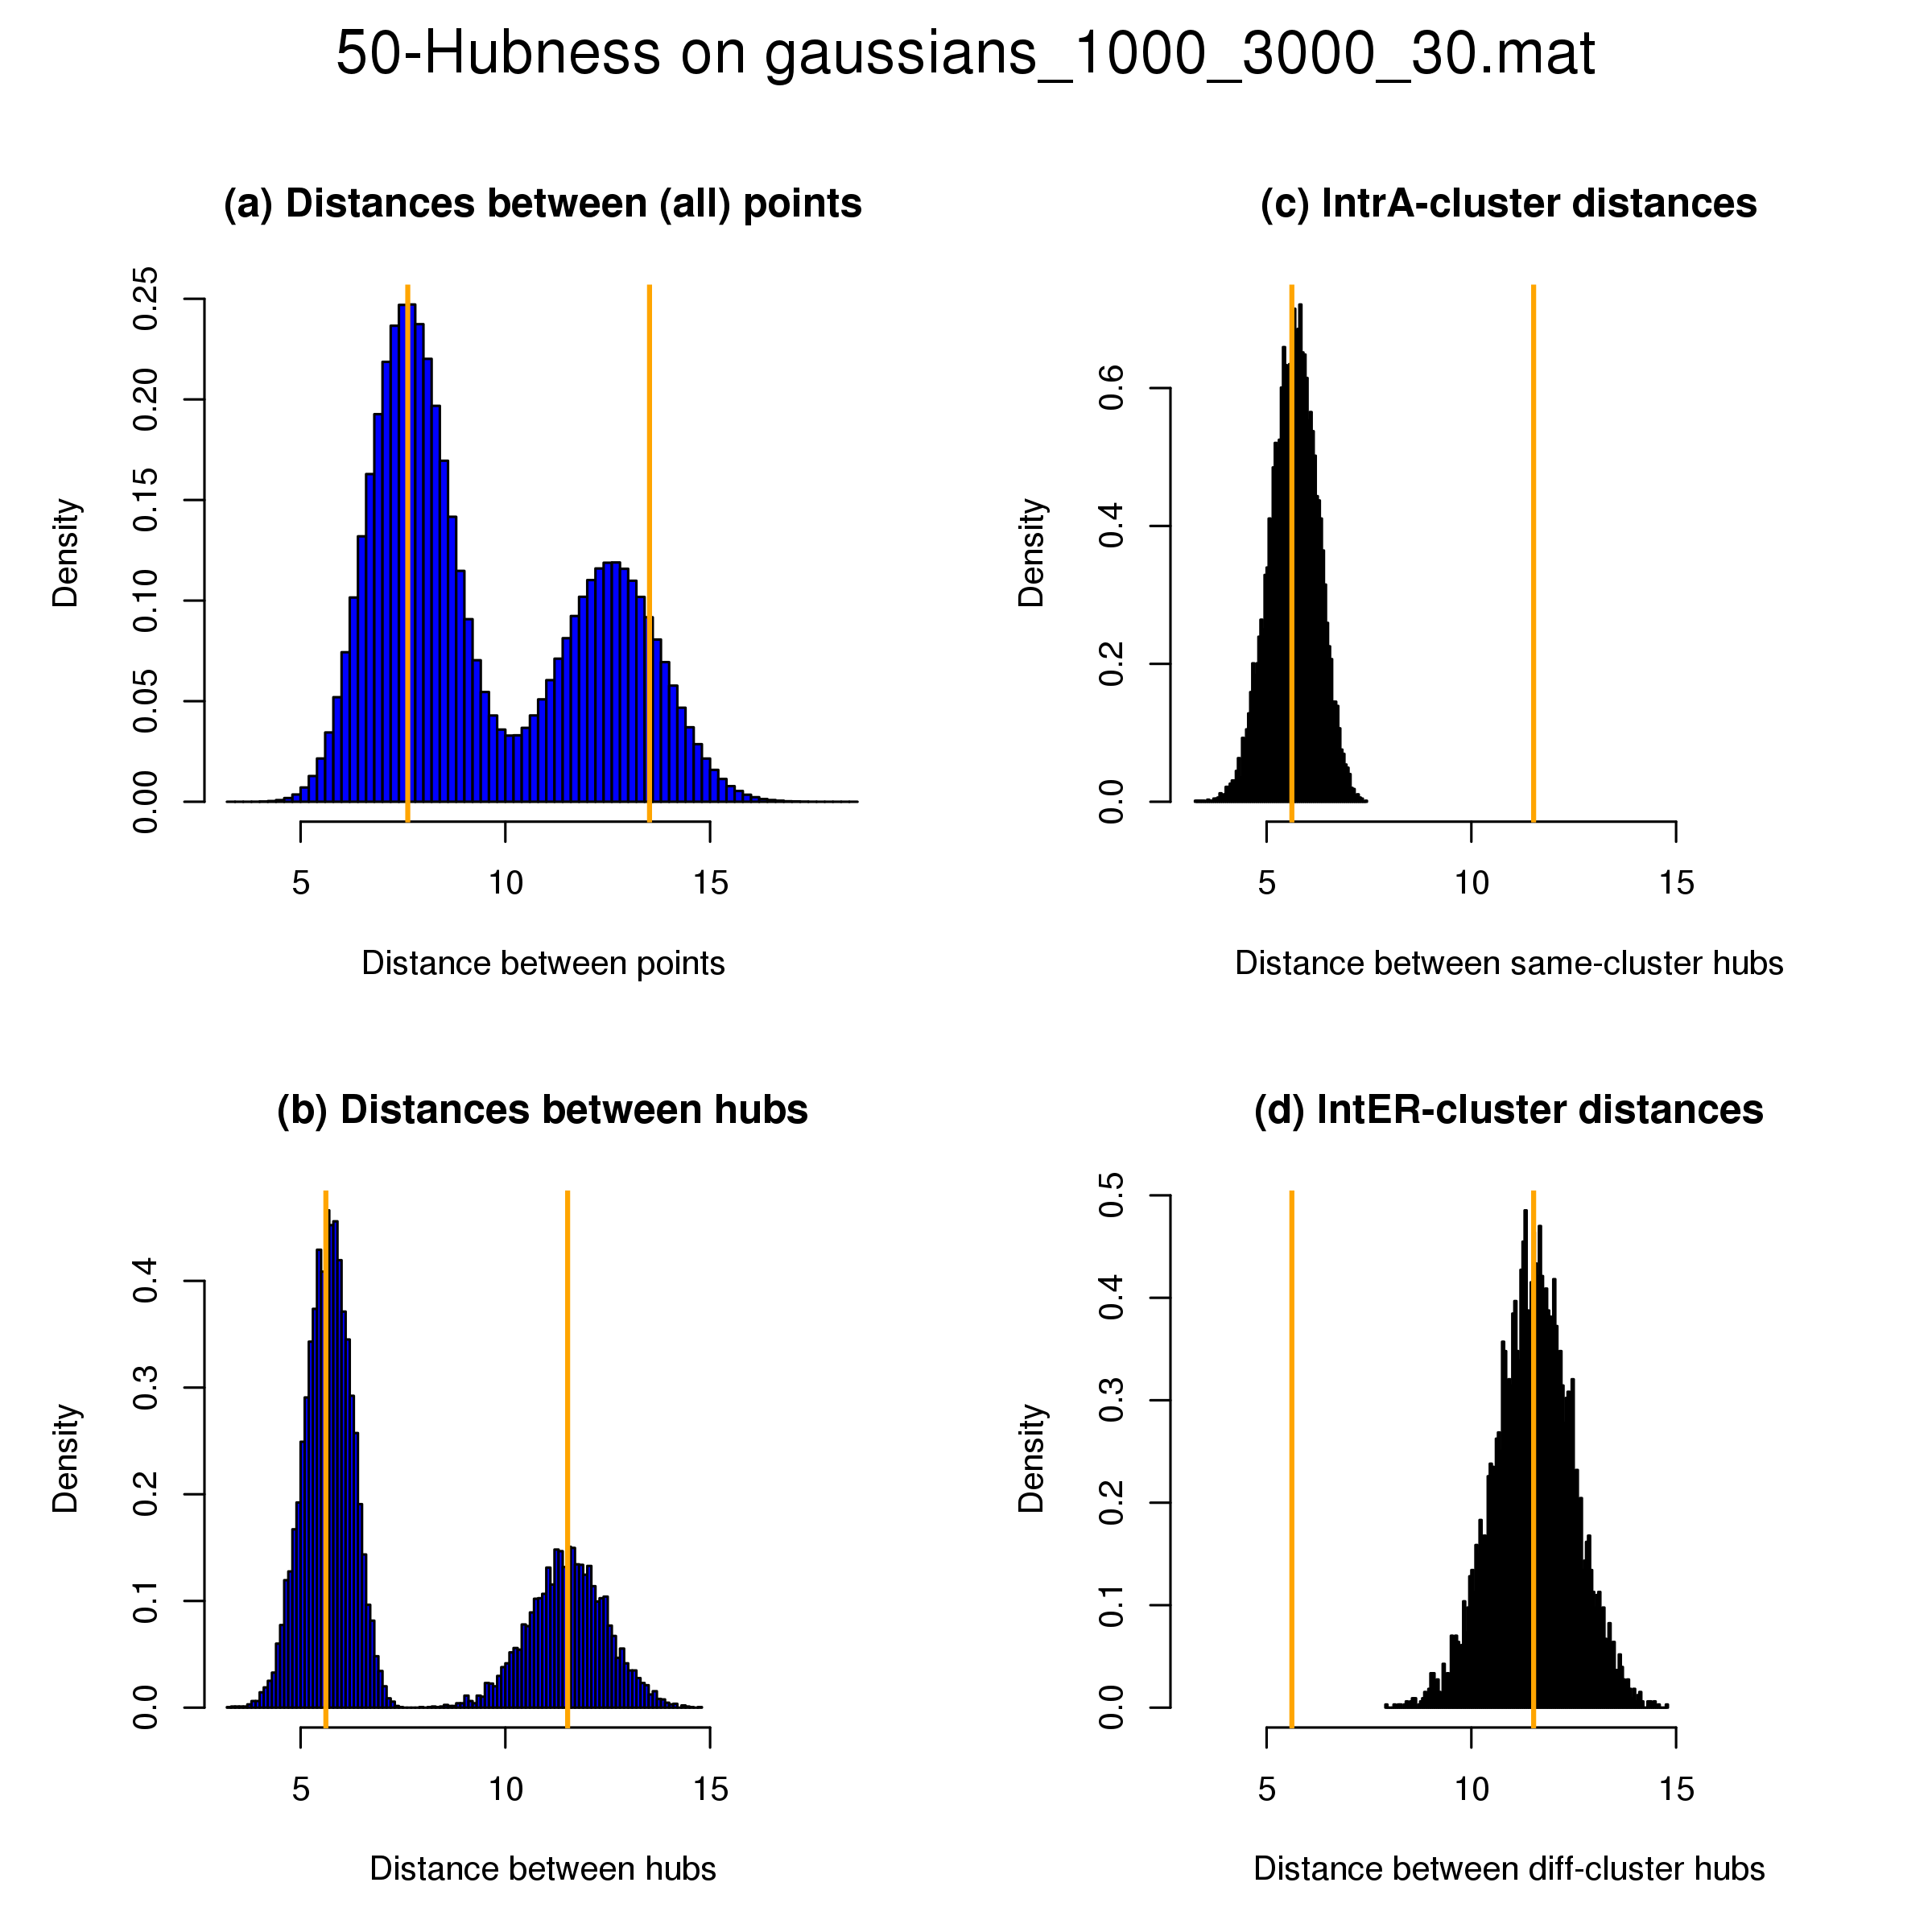 50-Hubness on gaussians_1000_3000_30.mat
(a) Distances between (all) points
Density
0.00 0.05 0.10 0.15 0.20 0.25
5 10 15
Distance between points
(c) IntrA-cluster distances
Density
0.0 0.2 0.4 0.6
5 10 15
Distance between same-cluster hubs
(b) Distances between hubs
Density
0.0 0.1 0.2 0.3 0.4
5 10 15
Distance between hubs
(d) IntER-cluster distances
Density
0.0 0.1 0.2 0.3 0.4 0.5
5 10 15
Distance between diff-cluster hubs